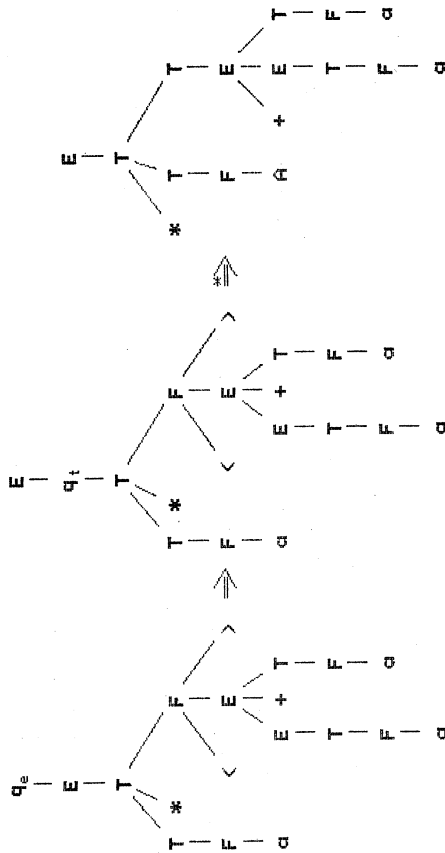 q_e E
E q_t E
T T T
T * F T * F * T T
F < E > ⇒ F < E > *⇒ F E
a E + T a E + T A + E T
T F T F T F
F a F a F a
a a a